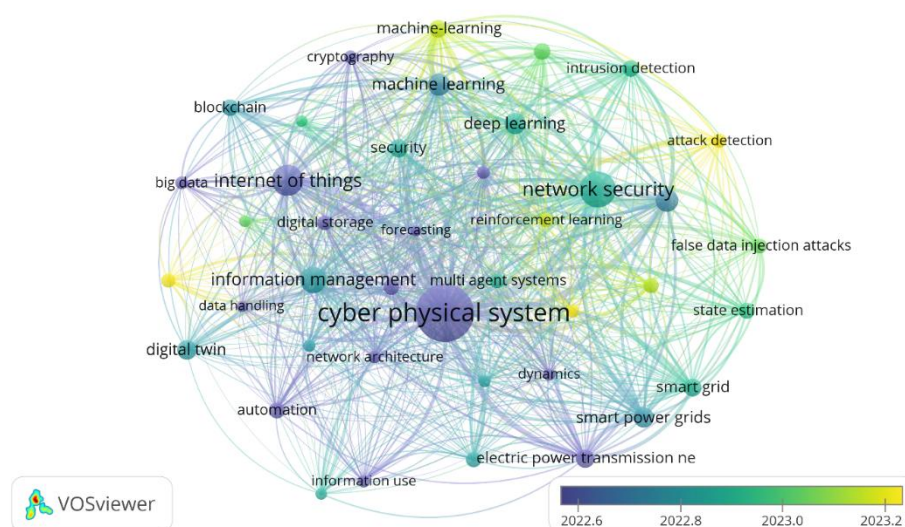 machine-learning
cryptography
intrusion detection
machine learning
blockchain
deep learning
attack detection
security
big data
internet of things
network security
digital storage
reinforcement learning
forecasting
false data injection attacks
information management
multi agent systems
data handling
cyber physical system
state estimation
digital twin
network architecture
dynamics
smart grid
automation
smart power grids
electric power transmission ne
information use
VOSviewer
2022.6 2022.8 2023.0 2023.2